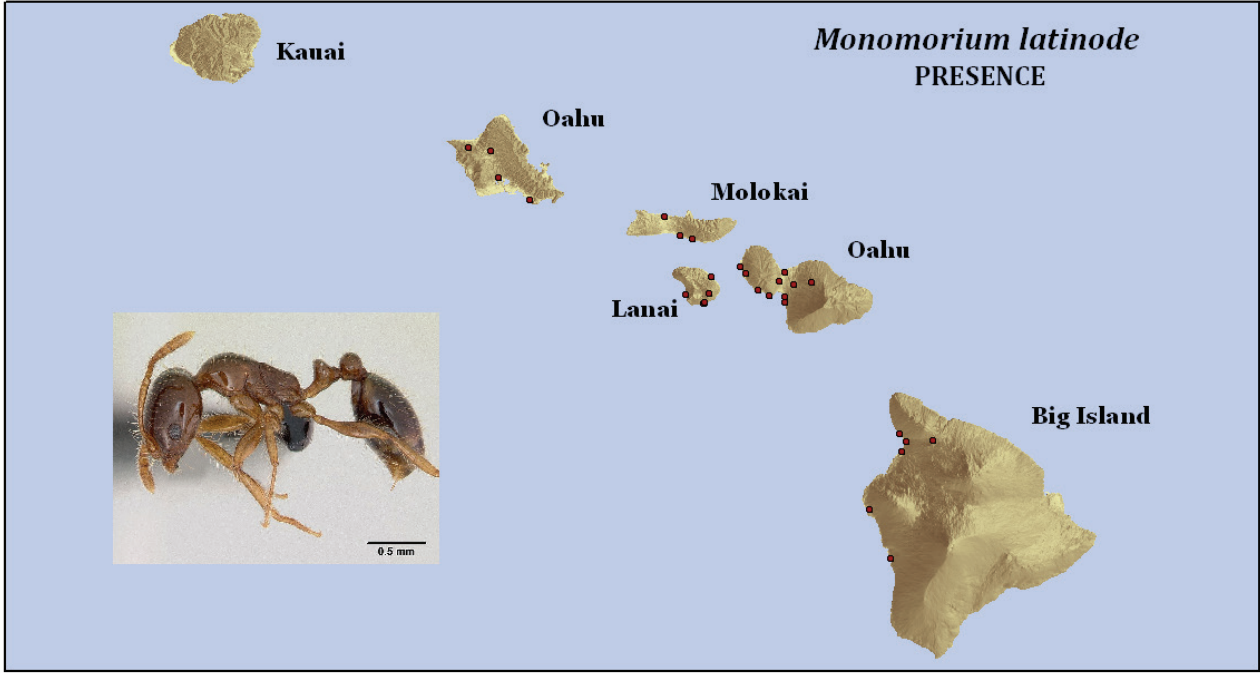 Monomorium latinode
PRESENCE
Kauai
Oahu
Molokai
Oahu
Lanai
Big Island
0.5 mm